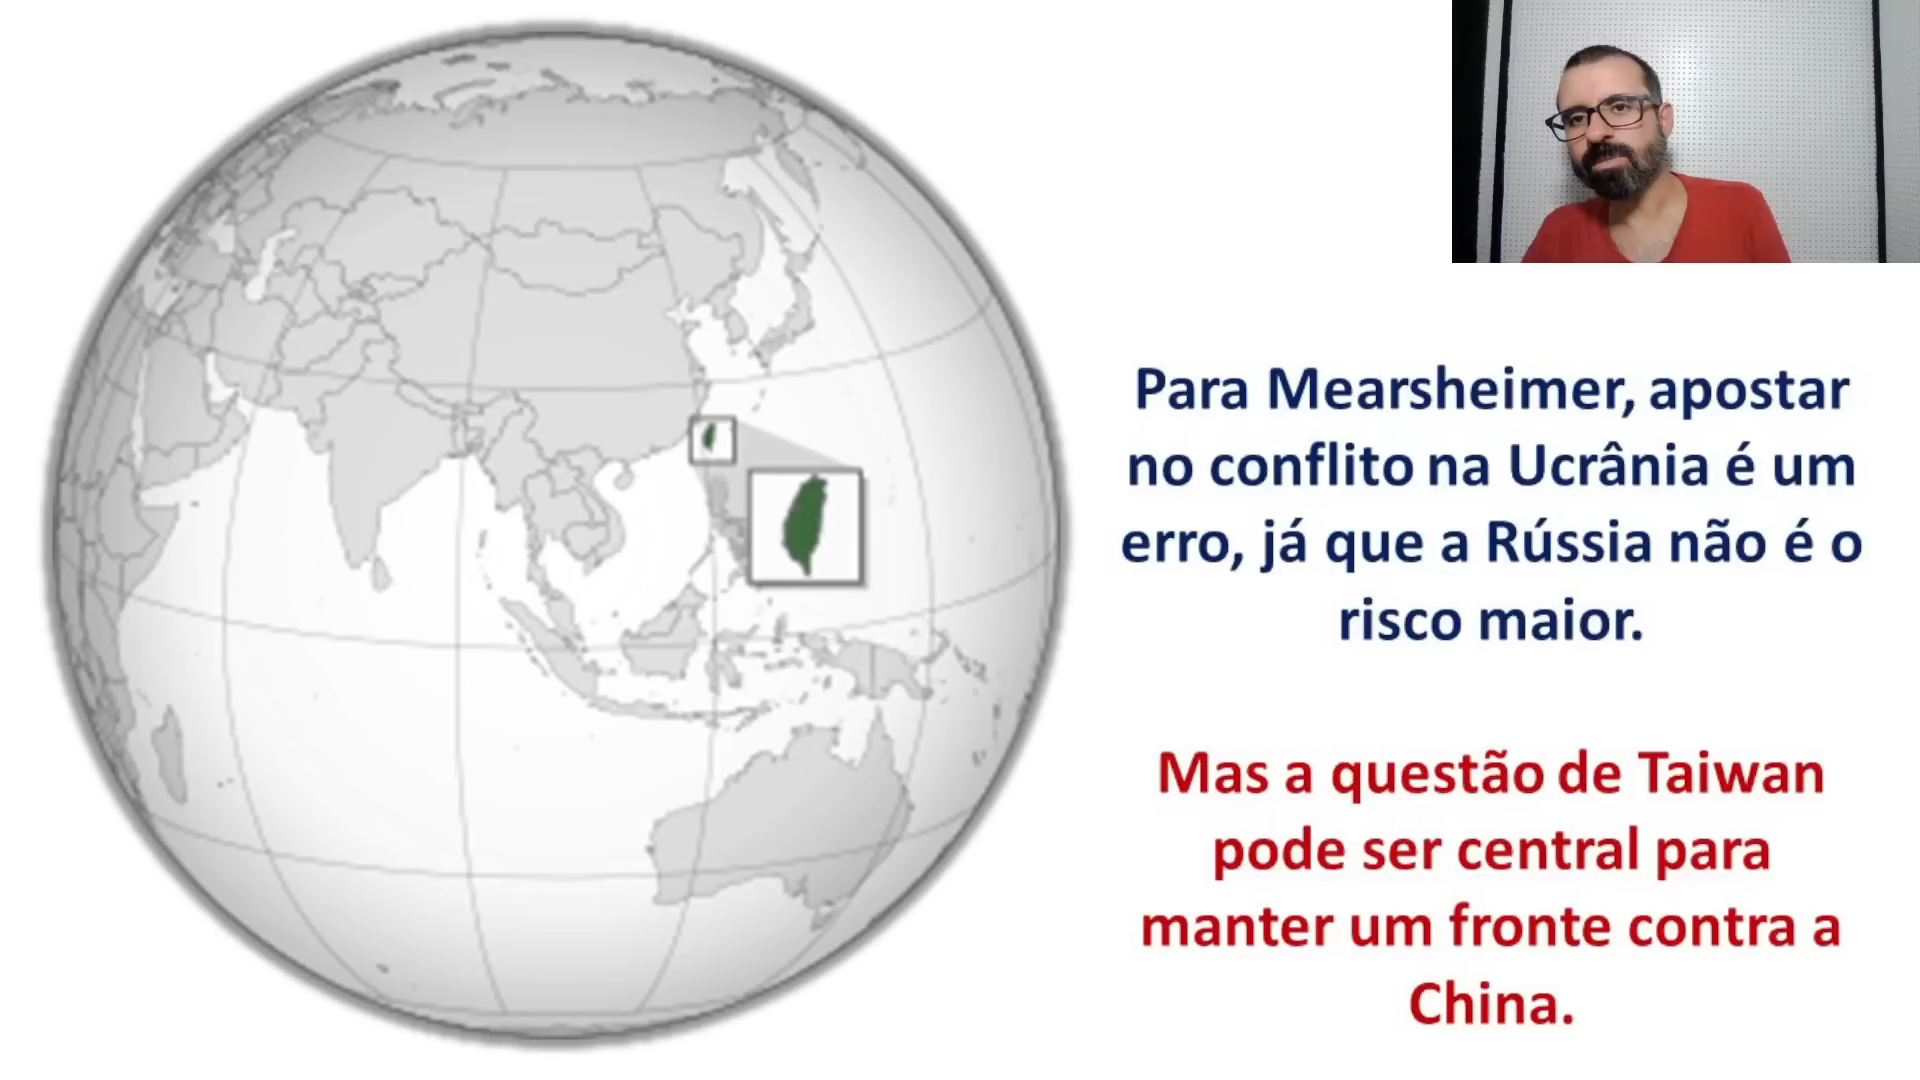 Para Mearsheimer, apostar
no conflito na Ucrânia é um
erro, já que a Rússia não é o
risco maior.
Mas a questão de Taiwan
pode ser central para
manter um fronte contra a
China.